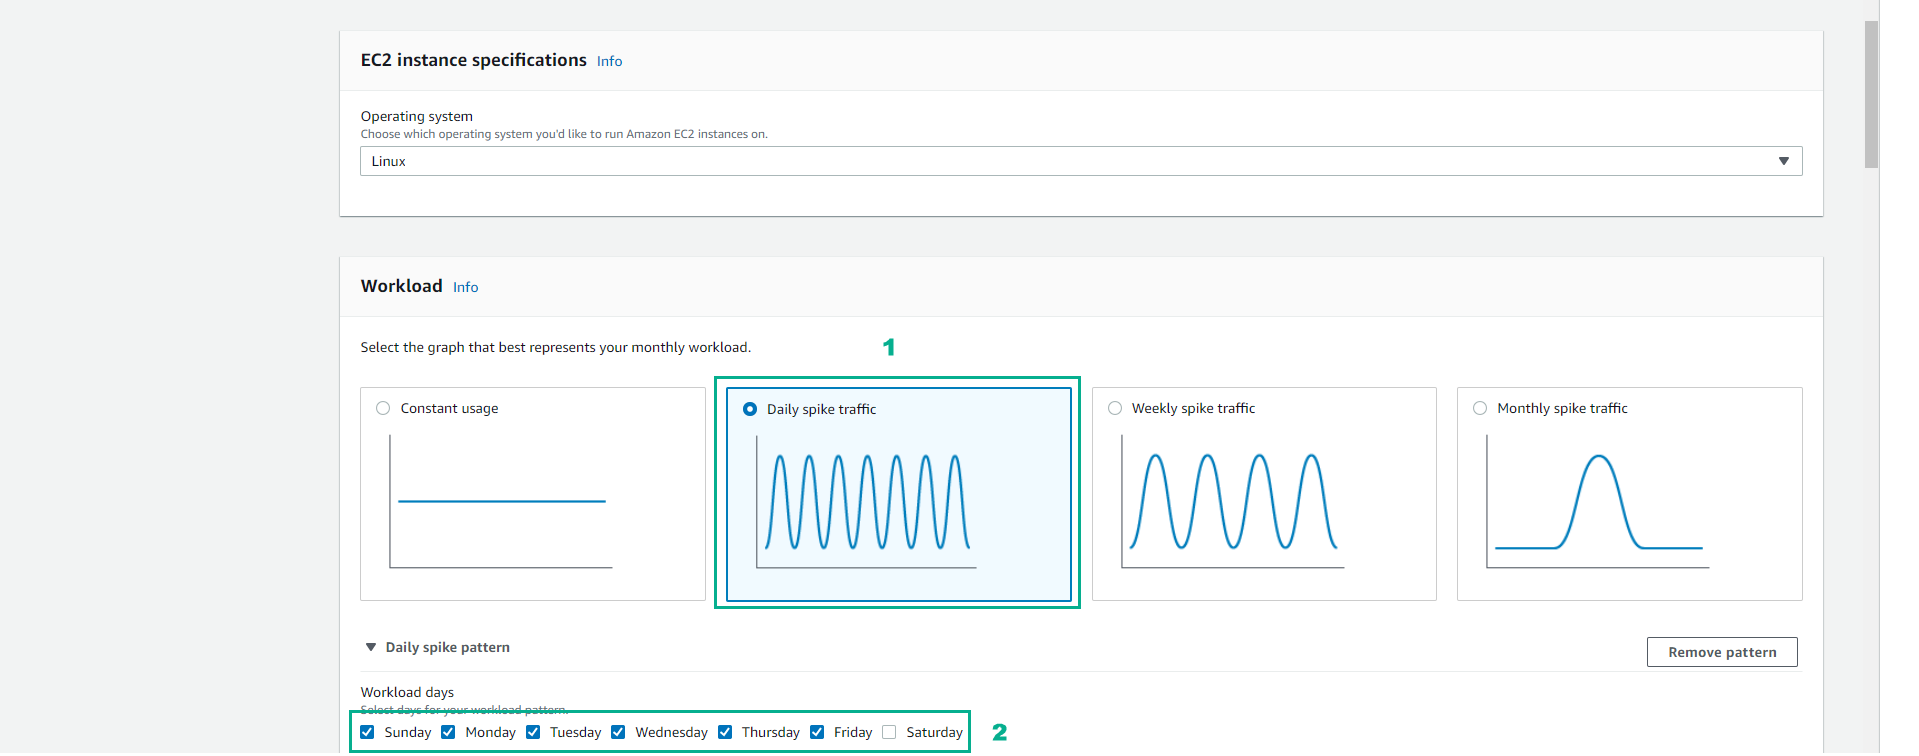 EC2 instance specifications Info
Operating system
Choose which operating system you'd like to run Amazon EC2 instances on.
Linux
Workload Info
Select the graph that best represents your monthly workload.
1
Constant usage
Daily spike traffic
Weekly spike traffic
Monthly spike traffic
Daily spike pattern
Remove pattern
Workload days
Select days for your workload pattern.
Sunday Monday Tuesday Wednesday Thursday Friday Saturday
2